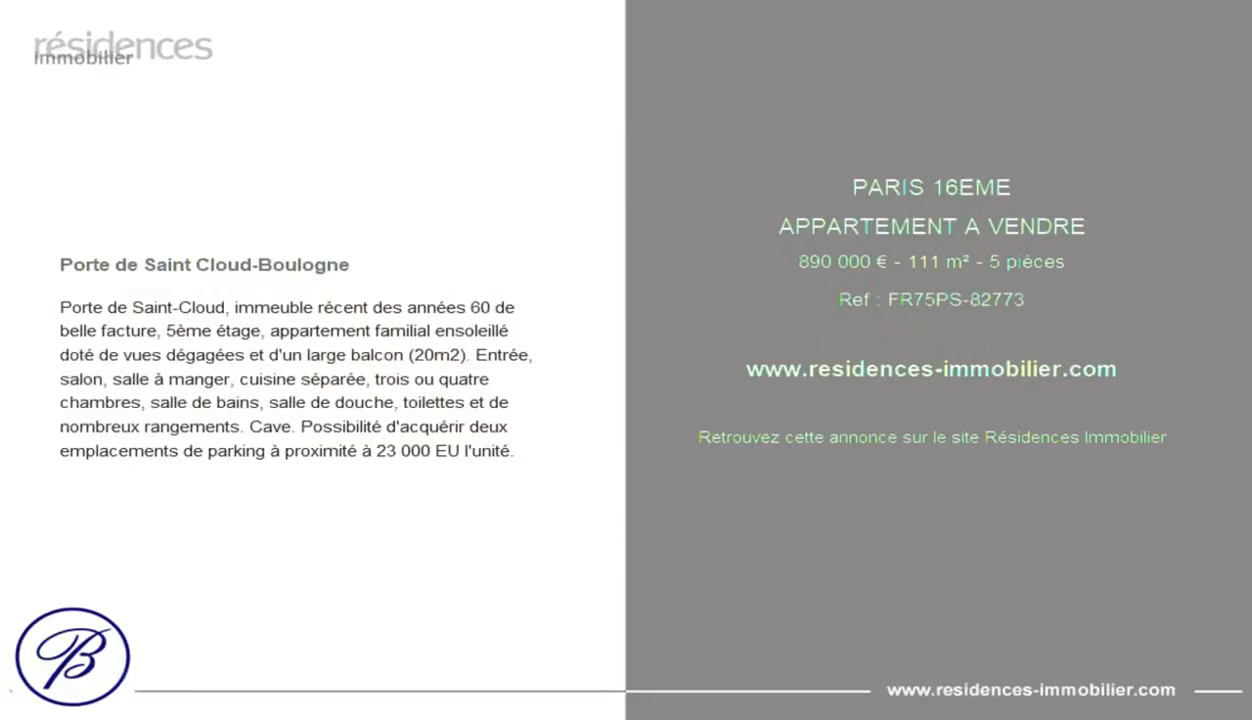 résidences
immobilier
Porte de Saint Cloud-Boulogne
Porte de Saint-Cloud, immeuble récent des années 60 de
belle facture, 5ème étage, appartement familial ensoleillé
doté de vues dégagées et d'un large balcon (20m2). Entrée,
salon, salle à manger, cuisine séparée, trois ou quatre
chambres, salle de bains, salle de douche, toilettes et de
nombreux rangements. Cave. Possibilité d'acquérir deux
emplacements de parking à proximité à 23 000 EU l'unité.
B
PARIS 16EME
APPARTEMENT A VENDRE
890 000 € - 111 m² - 5 pièces
Ref : FR75PS-82773
www.residences-immobilier.com
Retrouvez cette annonce sur le site Résidences Immobilier
www.residences-immobilier.com